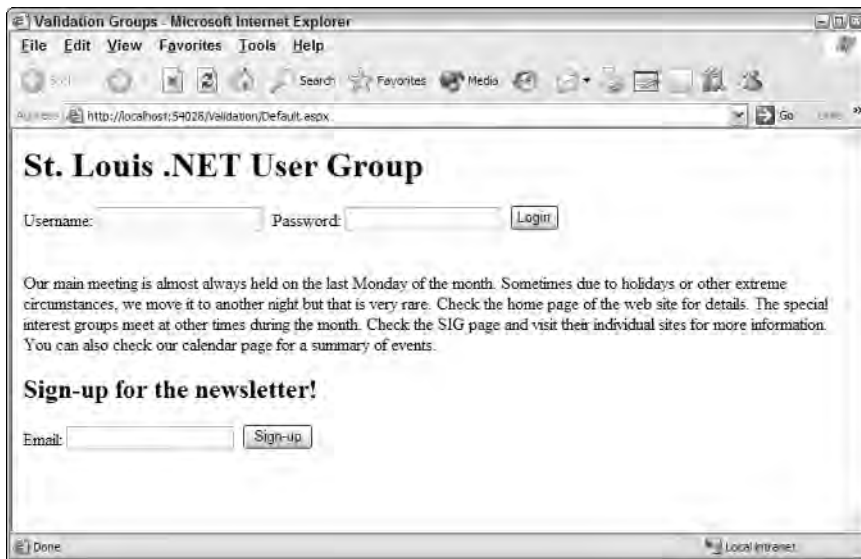 Validation Groups - Microsoft Internet Explorer
File Edit View Favorites Tools Help
Search Favorites Media
http://localhost:54028/Validation/Default.aspx Go
St. Louis .NET User Group
Username: Password: Login
Our main meeting is almost always held on the last Monday of the month. Sometimes due to holidays or other extreme
circumstances, we move it to another night but that is very rare. Check the home page of the web site for details. The special
interest groups meet at other times during the month. Check the SIG page and visit their individual sites for more information.
You can also check our calendar page for a summary of events.
Sign-up for the newsletter!
Email: Sign-up
Done Local intranet